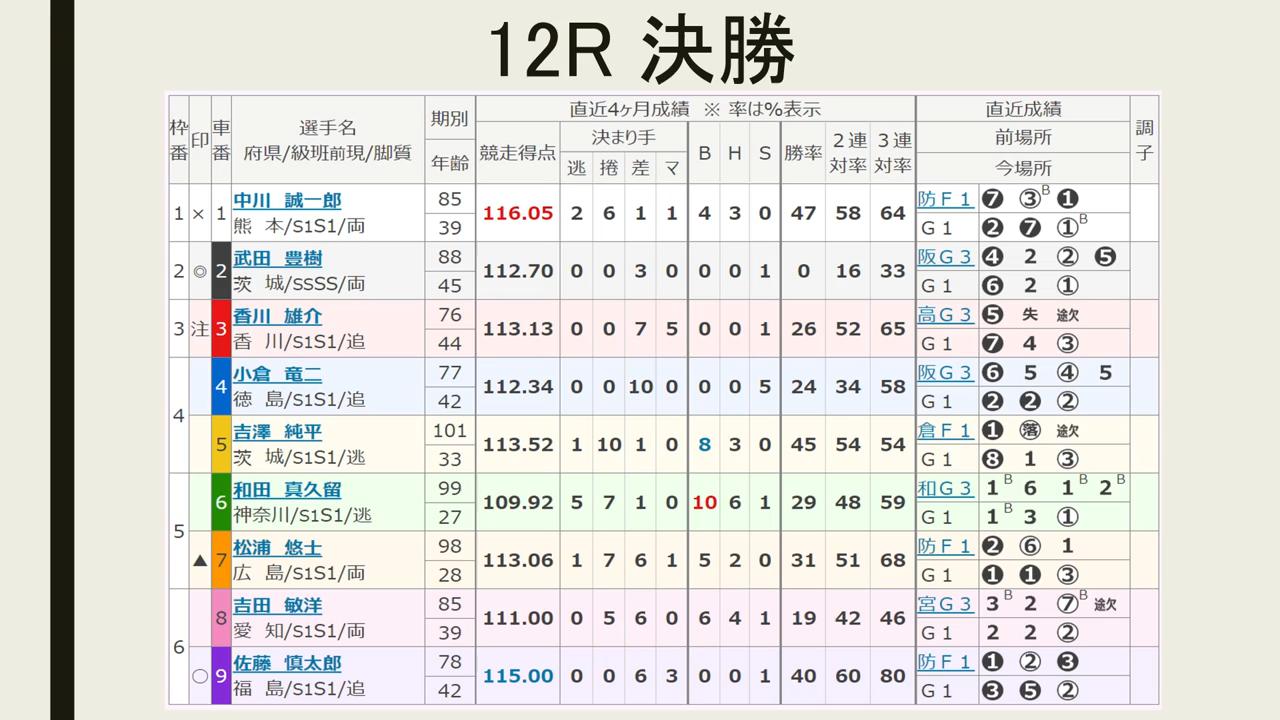 12R 決勝
枠番 印 車番 選手名 府県/級班前現/脚質 期別 年齢 直近4ヶ月成績 ※ 率は%表示 直近成績 調子
競走得点 決まり手 B H S 勝率 2連対率 3連対率 前場所
逃 捲 差 マ 今場所
1 × 1 中川 誠一郎 85 116.05 2 6 1 1 4 3 0 47 58 64 防F1 ❼ ③B ❶
熊 本/S1S1/両 39 G1 ❷ ❼ ①B
2 ◎ 2 武田 豊樹 88 112.70 0 0 3 0 0 0 1 0 16 33 阪G3 ❹ 2 ② ❺
茨 城/SSSS/両 45 G1 ❻ 2 ①
3 注 3 香川 雄介 76 113.13 0 0 7 5 0 0 1 26 52 65 高G3 ❺ 失 途欠
香 川/S1S1/追 44 G1 ❼ 4 ③
4 4 小倉 竜二 77 112.34 0 0 10 0 0 0 5 24 34 58 阪G3 ❻ 5 ④ 5
徳 島/S1S1/追 42 G1 ❷ ❷ ②
5 吉澤 純平 101 113.52 1 10 1 0 8 3 0 45 54 54 倉F1 ❶ 落 途欠
茨 城/S1S1/逃 33 G1 ❽ 1 ③
5 6 和田 真久留 99 109.92 5 7 1 0 10 6 1 29 48 59 和G3 1B 6 1B 2B
神奈川/S1S1/逃 27 G1 1B 3 ①
▲ 7 松浦 悠士 98 113.06 1 7 6 1 5 2 0 31 51 68 防F1 ❷ ⑥ 1
広 島/S1S1/両 28 G1 ❶ ❶ ③
6 8 吉田 敏洋 85 111.00 0 5 6 0 6 4 1 19 42 46 宮G3 3B 2 ⑦B 途欠
愛 知/S1S1/両 39 G1 2 2 ②
○ 9 佐藤 慎太郎 78 115.00 0 0 6 3 0 0 1 40 60 80 防F1 ❶ ② ❸
福 島/S1S1/追 42 G1 ❸ ❺ ②